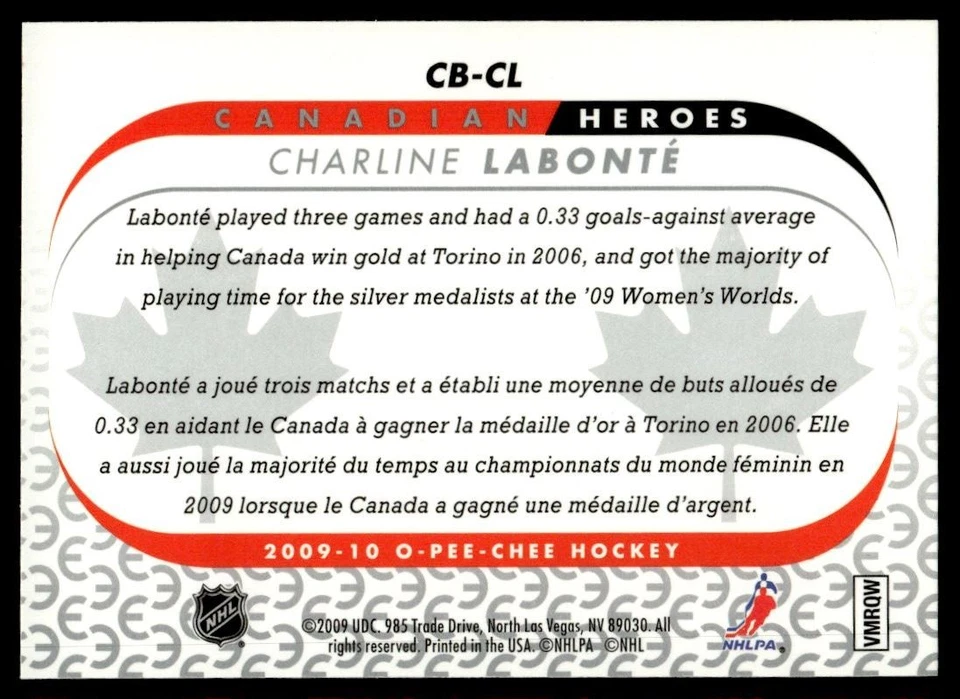 CB-CL
CANADIAN HEROES
CHARLINE LABONTÉ
Labonté played three games and had a 0.33 goals-against average
in helping Canada win gold at Torino in 2006, and got the majority of
playing time for the silver medalists at the '09 Women's Worlds.
Labonté a joué trois matchs et a établi une moyenne de buts alloués de
0.33 en aidant le Canada à gagner la médaille d'or à Torino en 2006. Elle
a aussi joué la majorité du temps au championnats du monde féminin en
2009 lorsque le Canada a gagné une médaille d'argent.
2009-10 O-PEE-CHEE HOCKEY
NHL
©2009 UDC. 985 Trade Drive, North Las Vegas, NV 89030. All
rights reserved. Printed in the USA. ©NHLPA ©NHL
NHLPA®
VMRQW